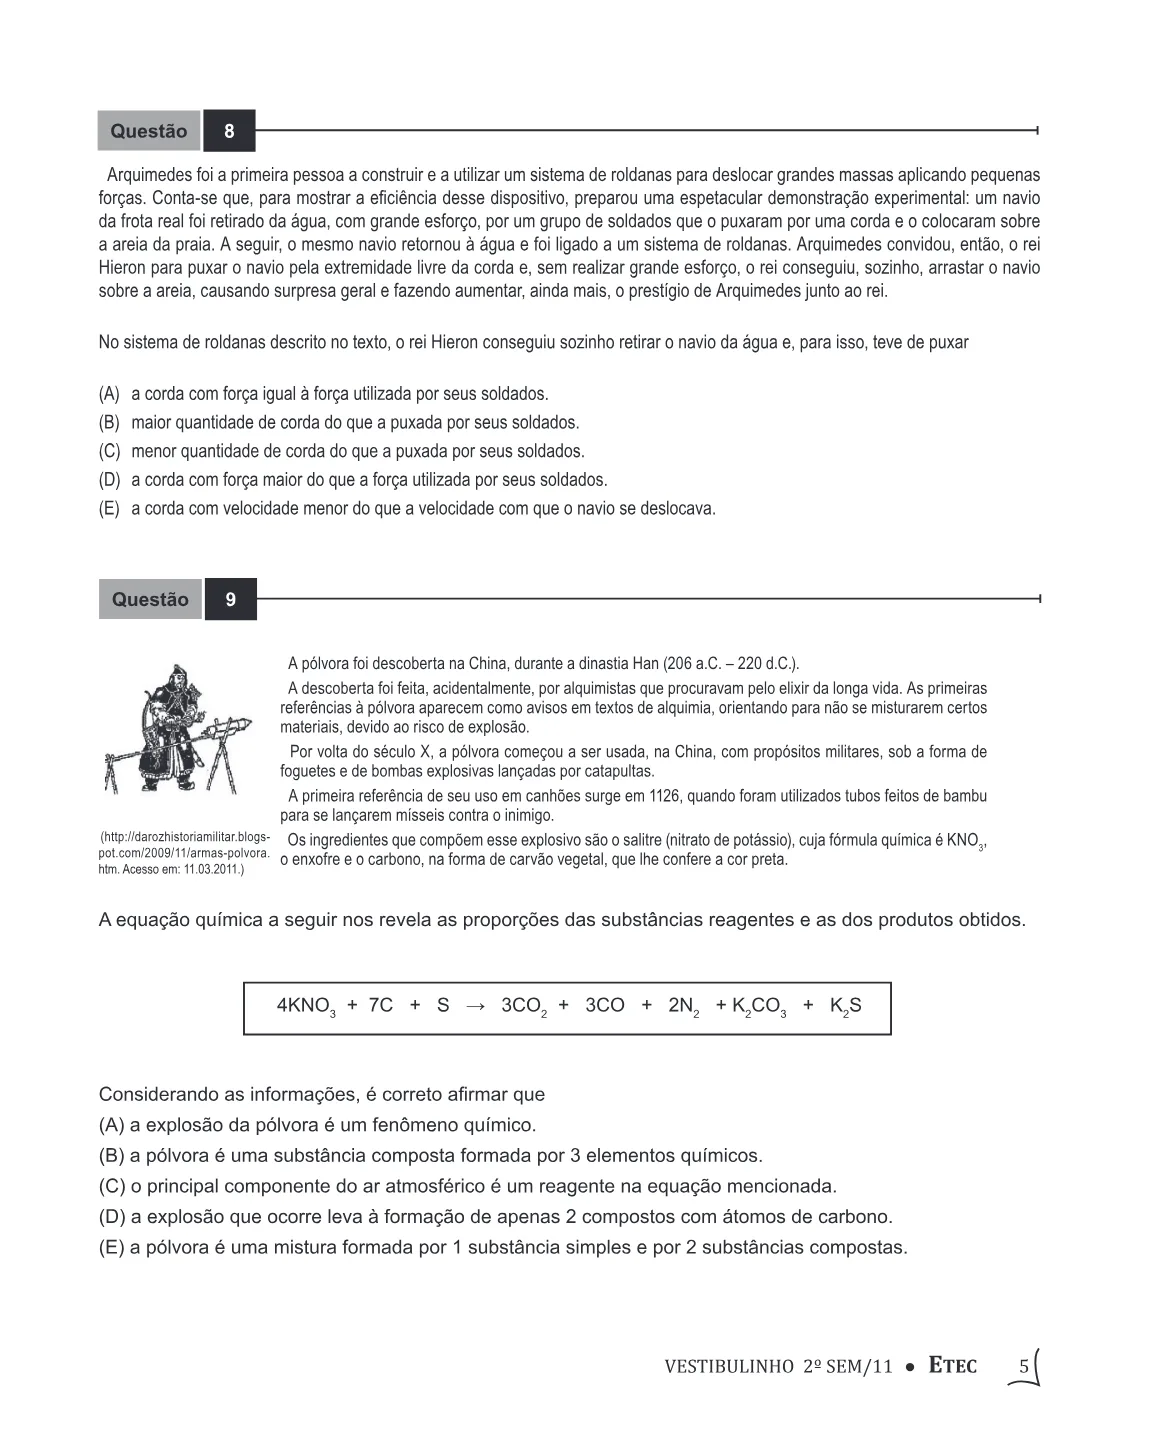 Questão 8
Arquimedes foi a primeira pessoa a construir e a utilizar um sistema de roldanas para deslocar grandes massas aplicando pequenas
forças. Conta-se que, para mostrar a eficiência desse dispositivo, preparou uma espetacular demonstração experimental: um navio
da frota real foi retirado da água, com grande esforço, por um grupo de soldados que o puxaram por uma corda e o colocaram sobre
a areia da praia. A seguir, o mesmo navio retornou à água e foi ligado a um sistema de roldanas. Arquimedes convidou, então, o rei
Hieron para puxar o navio pela extremidade livre da corda e, sem realizar grande esforço, o rei conseguiu, sozinho, arrastar o navio
sobre a areia, causando surpresa geral e fazendo aumentar, ainda mais, o prestígio de Arquimedes junto ao rei.
No sistema de roldanas descrito no texto, o rei Hieron conseguiu sozinho retirar o navio da água e, para isso, teve de puxar
(A) a corda com força igual à força utilizada por seus soldados.
(B) maior quantidade de corda do que a puxada por seus soldados.
(C) menor quantidade de corda do que a puxada por seus soldados.
(D) a corda com força maior do que a força utilizada por seus soldados.
(E) a corda com velocidade menor do que a velocidade com que o navio se deslocava.
Questão 9
A pólvora foi descoberta na China, durante a dinastia Han (206 a.C. – 220 d.C.).
A descoberta foi feita, acidentalmente, por alquimistas que procuravam pelo elixir da longa vida. As primeiras
referências à pólvora aparecem como avisos em textos de alquimia, orientando para não se misturarem certos
materiais, devido ao risco de explosão.
Por volta do século X, a pólvora começou a ser usada, na China, com propósitos militares, sob a forma de
foguetes e de bombas explosivas lançadas por catapultas.
A primeira referência de seu uso em canhões surge em 1126, quando foram utilizados tubos feitos de bambu
para se lançarem mísseis contra o inimigo.
Os ingredientes que compõem esse explosivo são o salitre (nitrato de potássio), cuja fórmula química é KNO₃,
o enxofre e o carbono, na forma de carvão vegetal, que lhe confere a cor preta.
(http://darozhistoriamilitar.blogs-
pot.com/2009/11/armas-polvora.
htm. Acesso em: 11.03.2011.)
A equação química a seguir nos revela as proporções das substâncias reagentes e as dos produtos obtidos.
4KNO₃ + 7C + S → 3CO₂ + 3CO + 2N₂ + K₂CO₃ + K₂S
Considerando as informações, é correto afirmar que
(A) a explosão da pólvora é um fenômeno químico.
(B) a pólvora é uma substância composta formada por 3 elementos químicos.
(C) o principal componente do ar atmosférico é um reagente na equação mencionada.
(D) a explosão que ocorre leva à formação de apenas 2 compostos com átomos de carbono.
(E) a pólvora é uma mistura formada por 1 substância simples e por 2 substâncias compostas.
VESTIBULINHO 2º SEM/11 • ETEC 5